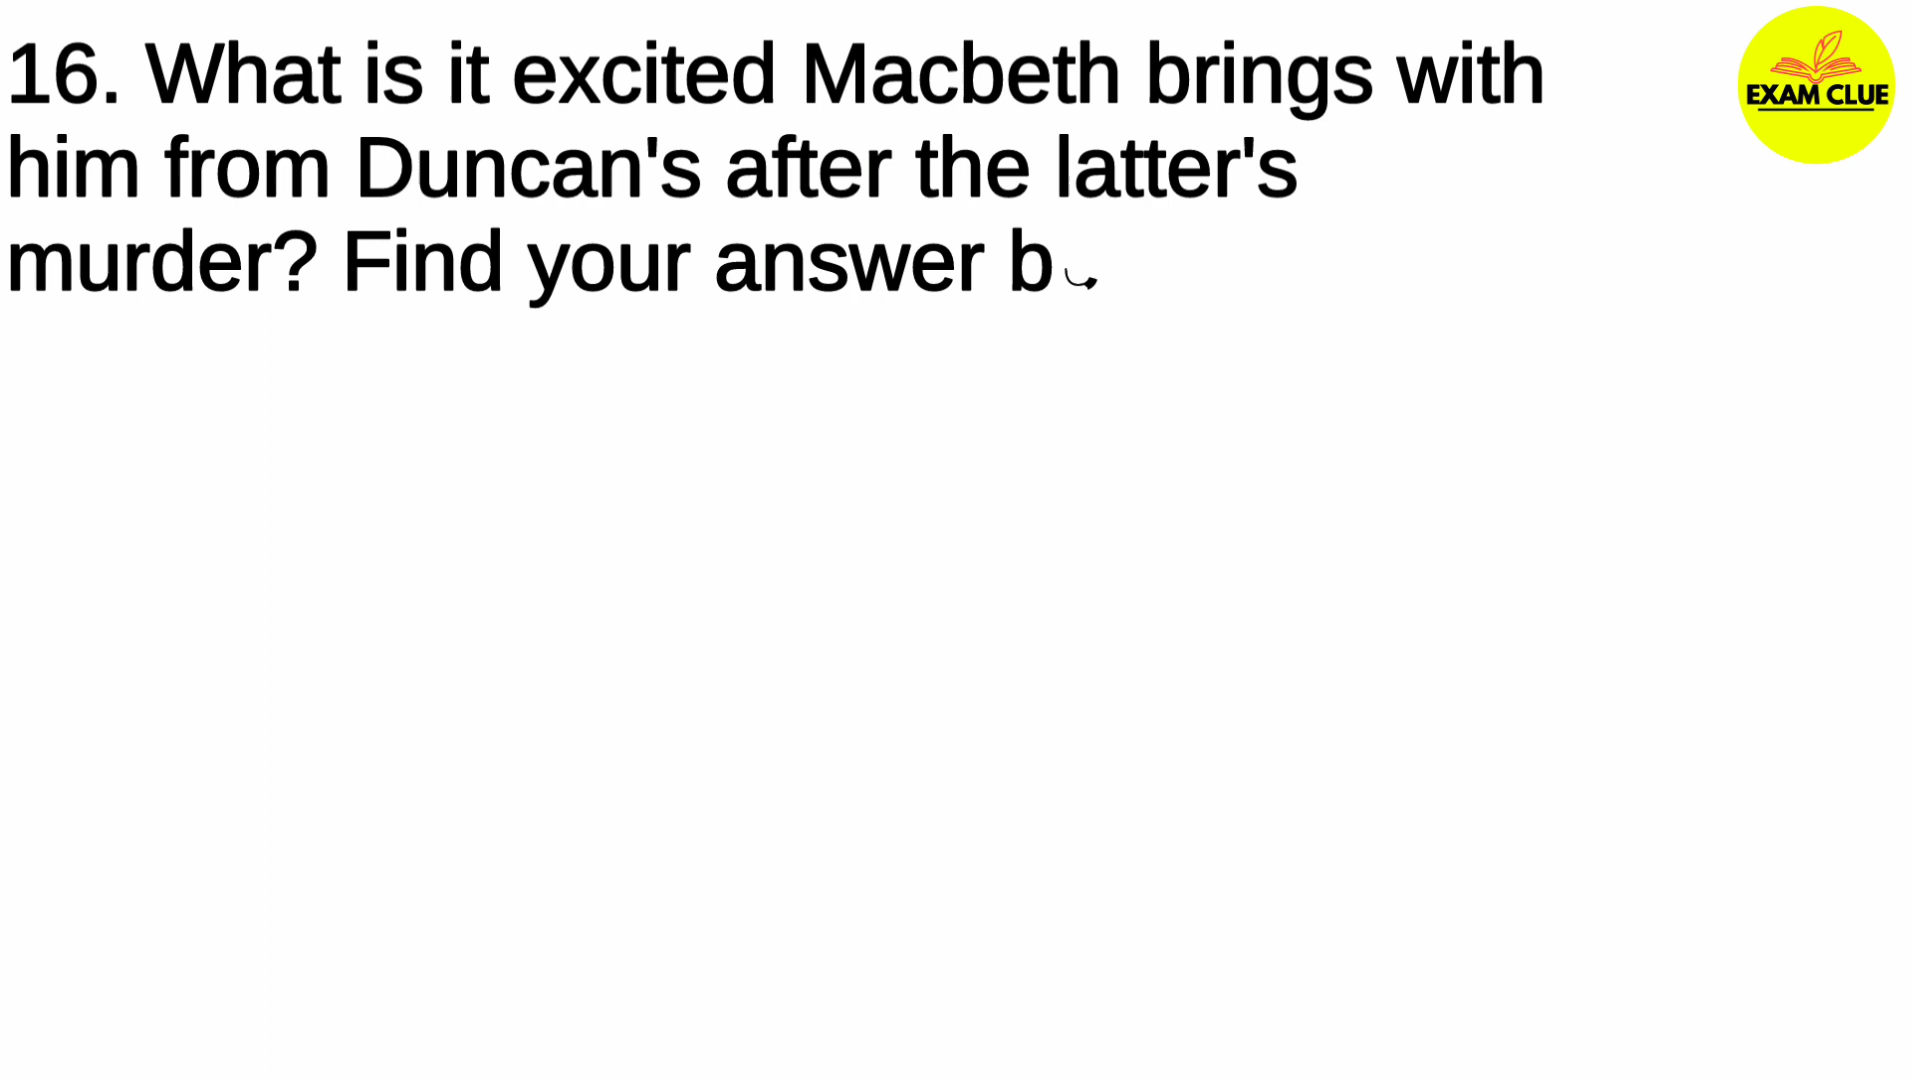 16. What is it excited Macbeth brings with
him from Duncan's after the latter's
murder? Find your answer b
EXAM CLUE